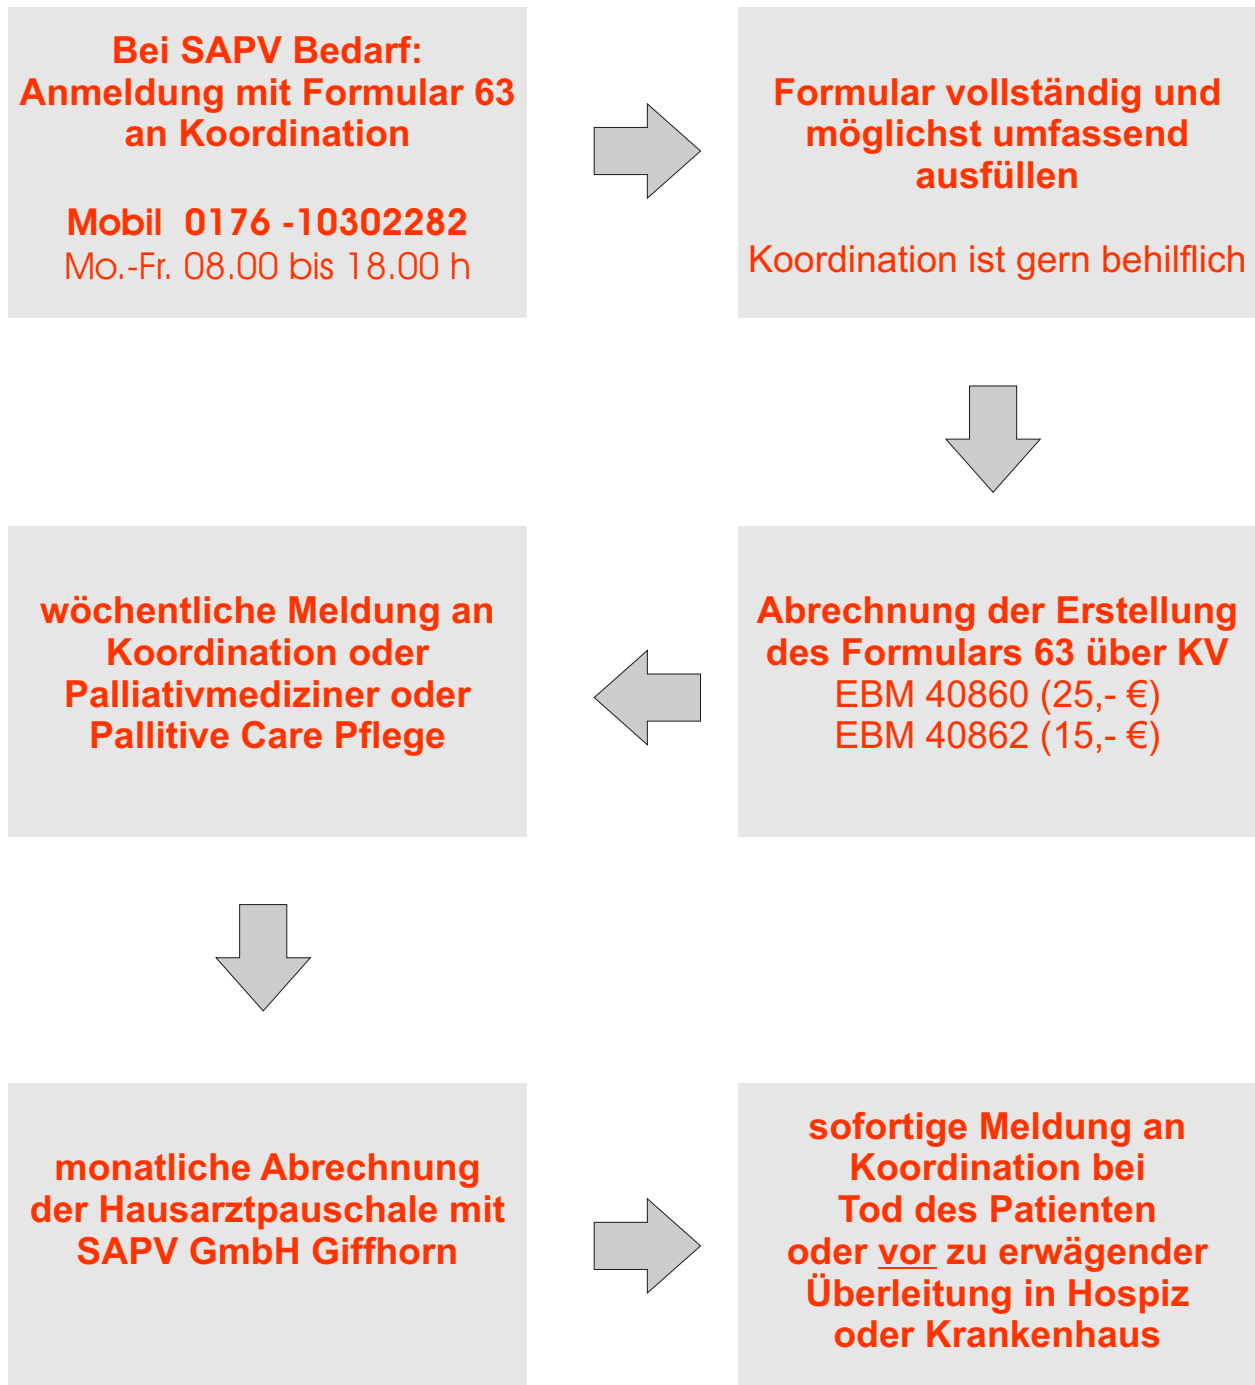 Bei SAPV Bedarf:
Anmeldung mit Formular 63
an Koordination
Mobil 0176 -10302282
Mo.-Fr. 08.00 bis 18.00 h
Formular vollständig und
möglichst umfassend
ausfüllen
Koordination ist gern behilflich
Abrechnung der Erstellung
des Formulars 63 über KV
EBM 40860 (25,- €)
EBM 40862 (15,- €)
wöchentliche Meldung an
Koordination oder
Palliativmediziner oder
Pallitive Care Pflege
monatliche Abrechnung
der Hausarztpauschale mit
SAPV GmbH Giffhorn
sofortige Meldung an
Koordination bei
Tod des Patienten
oder vor zu erwägender
Überleitung in Hospiz
oder Krankenhaus